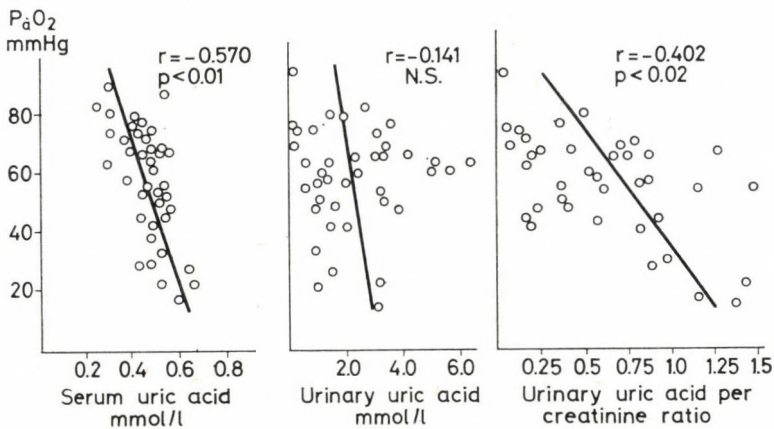 PȧO2
mmHg
r=-0.570
p<0.01
r=-0.141
N.S.
r=-0.402
p<0.02
80
60
40
20
0.2 0.4 0.6 0.8
2.0 4.0 6.0
0.25 0.5 0.75 1.0 1.25 1.5
Serum uric acid
mmol/l
Urinary uric acid
mmol/l
Urinary uric acid per
creatinine ratio